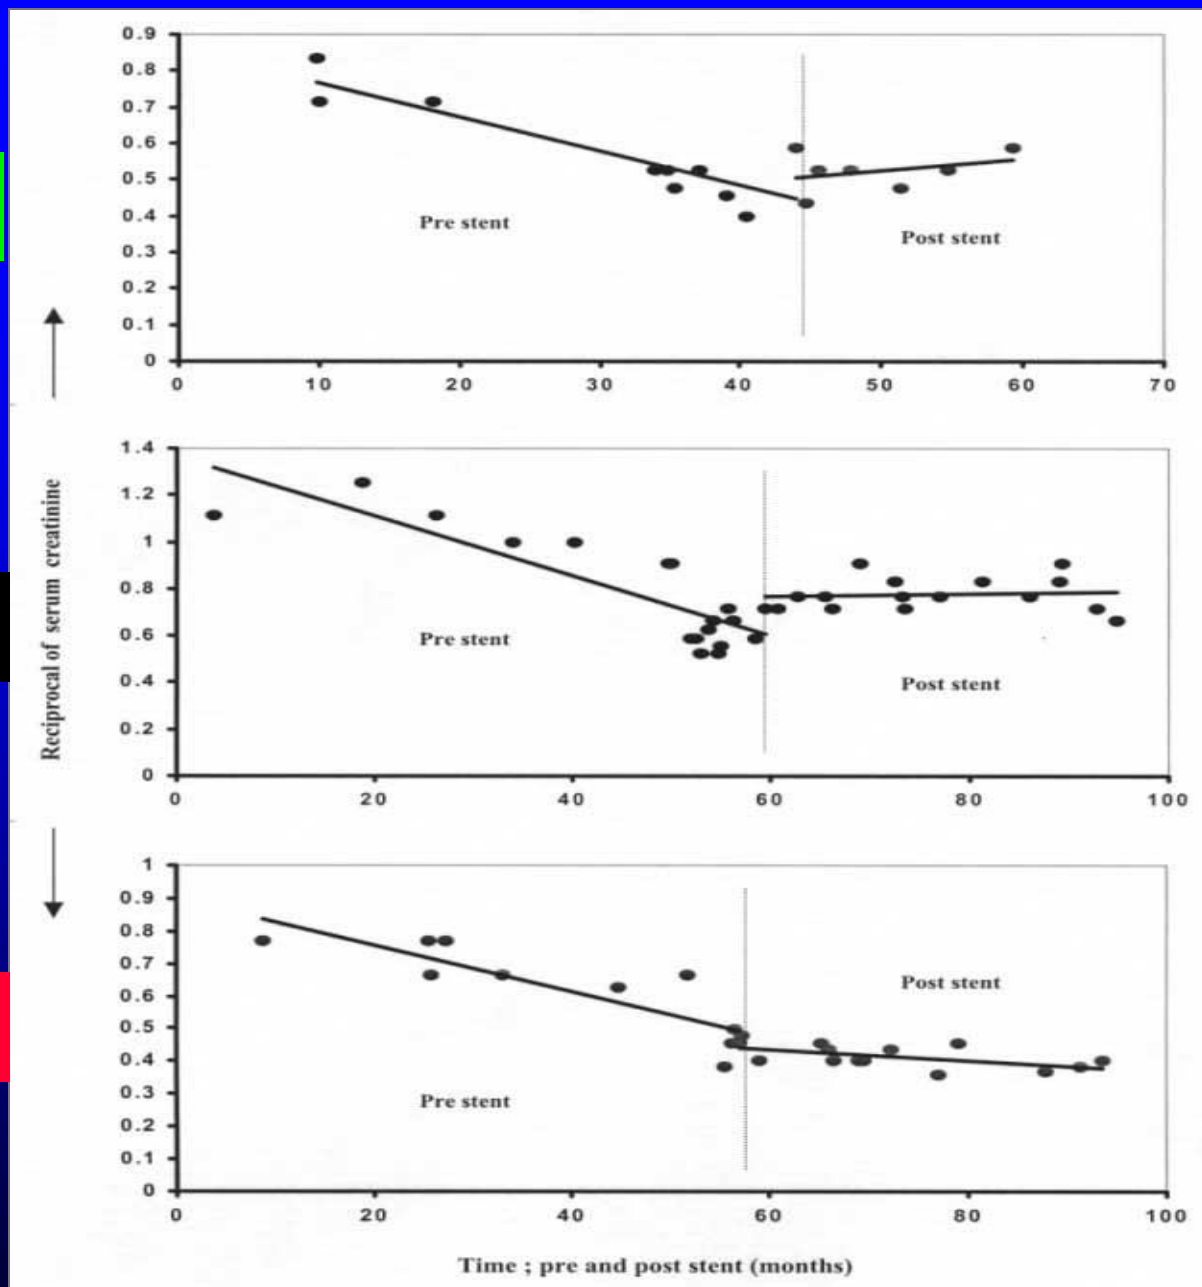 0.9
0.8
0.7
0.6
0.5
0.4
0.3
0.2
0.1
0
Pre stent
Post stent
0 10 20 30 40 50 60 70
Reciprocal of serum creatinine
1.4
1.2
1
0.8
0.6
0.4
0.2
0
Pre stent
Post stent
0 20 40 60 80 100
1
0.9
0.8
0.7
0.6
0.5
0.4
0.3
0.2
0.1
0
Post stent
Pre stent
0 20 40 60 80 100
Time ; pre and post stent (months)